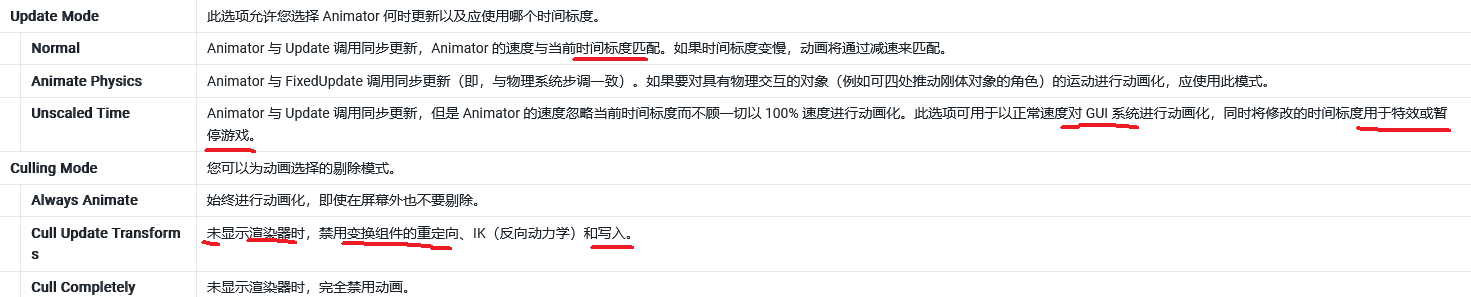 Update Mode
此选项允许您选择 Animator 何时更新以及应使用哪个时间标度。
Normal
Animator 与 Update 调用同步更新，Animator 的速度与当前时间标度匹配。如果时间标度变慢，动画将通过减速来匹配。
Animate Physics
Animator 与 FixedUpdate 调用同步更新（即，与物理系统步调一致）。如果要对具有物理交互的对象（例如可四处推动刚体对象的角色）的运动进行动画化，应使用此模式。
Unscaled Time
Animator 与 Update 调用同步更新，但是 Animator 的速度忽略当前时间标度而不顾一切以 100% 速度进行动画化。此选项可用于以正常速度对 GUI 系统进行动画化，同时将修改的时间标度用于特效或暂
停游戏。
Culling Mode
您可以为动画选择的剔除模式。
Always Animate
始终进行动画化，即使在屏幕外也不要剔除。
Cull Update Transform
s
未显示渲染器时，禁用变换组件的重定向、IK（反向动力学）和写入。
Cull Completely
未显示渲染器时，完全禁用动画。